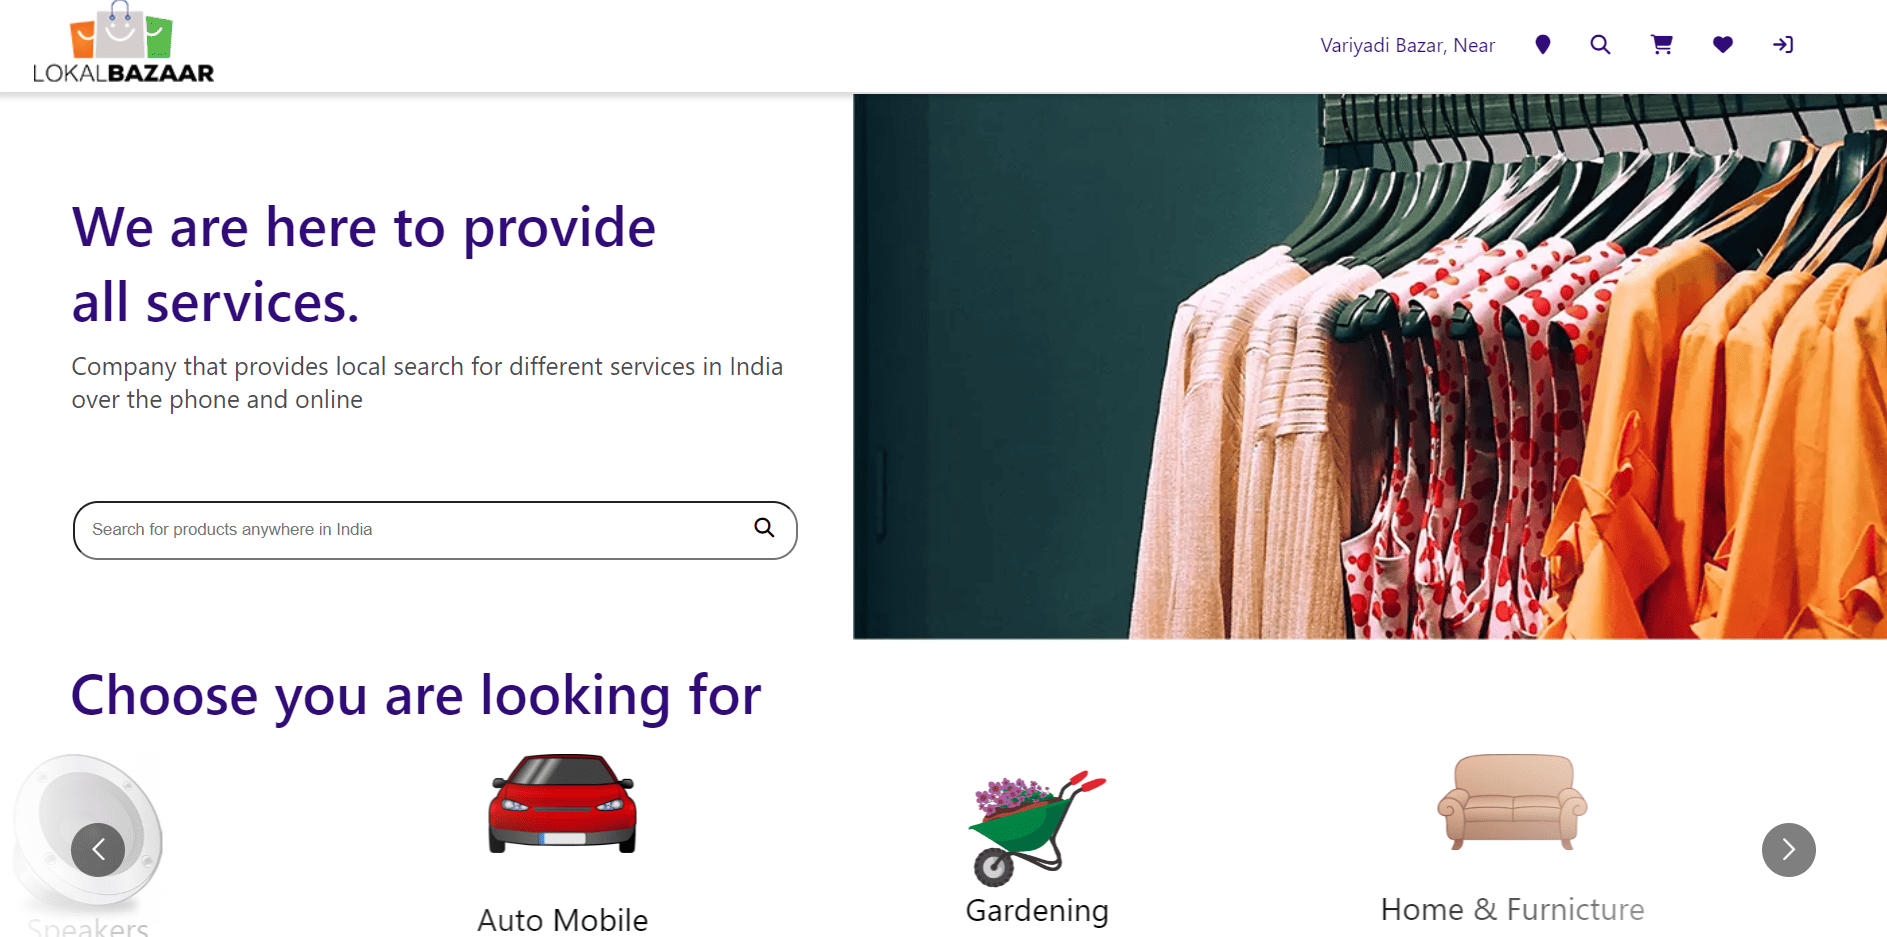 LOKALBAZAAR
Variyadi Bazar, Near
We are here to provide
all services.
Company that provides local search for different services in India
over the phone and online
Search for products anywhere in India
Choose you are looking for
Speakers
Auto Mobile
Gardening
Home & Furnicture